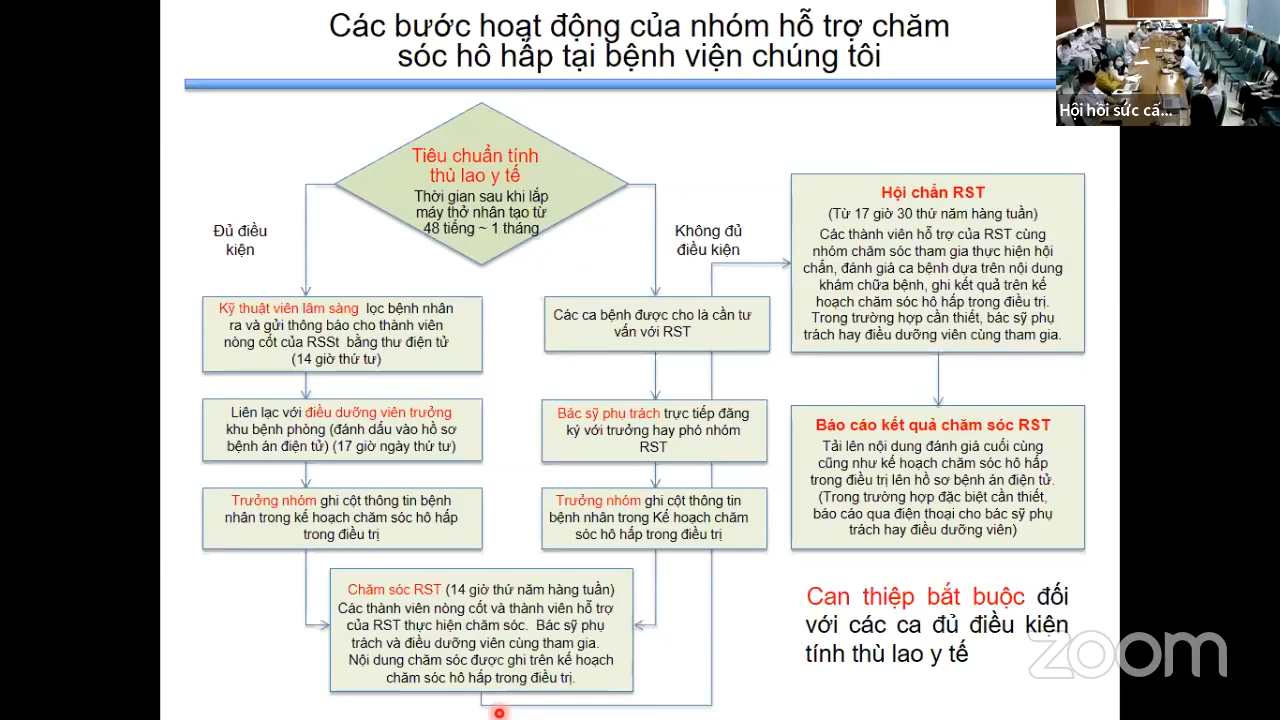 Các bước hoạt động của nhóm hỗ trợ chăm
sóc hô hấp tại bệnh viện chúng tôi
Hội hồi sức cấ...
Tiêu chuẩn tính
thù lao y tế
Thời gian sau khi lắp
máy thở nhân tạo từ
48 tiếng ~ 1 tháng
Đủ điều
kiện
Không đủ
điều kiện
Kỹ thuật viên lâm sàng lọc bệnh nhân
ra và gửi thông báo cho thành viên
nòng cốt của RSSt bằng thư điện tử
(14 giờ thứ tư)
Liên lạc với điều dưỡng viên trưởng
khu bệnh phòng (đánh dấu vào hồ sơ
bệnh án điện tử) (17 giờ ngày thứ tư)
Trưởng nhóm ghi cột thông tin bệnh
nhân trong kế hoạch chăm sóc hô hấp
trong điều trị
Các ca bệnh được cho là cần tư
vấn với RST
Bác sỹ phụ trách trực tiếp đăng
ký với trưởng hay phó nhóm
RST
Trưởng nhóm ghi cột thông tin
bệnh nhân trong Kế hoạch chăm
sóc hô hấp trong điều trị
Chăm sóc RST (14 giờ thứ năm hàng tuần)
Các thành viên nòng cốt và thành viên hỗ trợ
của RST thực hiện chăm sóc. Bác sỹ phụ
trách và điều dưỡng viên cùng tham gia.
Nội dung chăm sóc được ghi trên kế hoạch
chăm sóc hô hấp trong điều trị.
Hội chẩn RST
(Từ 17 giờ 30 thứ năm hàng tuần)
Các thành viên hỗ trợ của RST cùng
nhóm chăm sóc tham gia thực hiện hội
chẩn, đánh giá ca bệnh dựa trên nội dung
khám chữa bệnh, ghi kết quả trên kế
hoạch chăm sóc hô hấp trong điều trị.
Trong trường hợp cần thiết, bác sỹ phụ
trách hay điều dưỡng viên cùng tham gia.
Báo cáo kết quả chăm sóc RST
Tải lên nội dung đánh giá cuối cùng
cũng như kế hoạch chăm sóc hô hấp
trong điều trị lên hồ sơ bệnh án điện tử.
(Trong trường hợp đặc biệt cần thiết,
báo cáo qua điện thoại cho bác sỹ phụ
trách hay điều dưỡng viên)
Can thiệp bắt buộc đối
với các ca đủ điều kiện
tính thù lao y tế
zoom